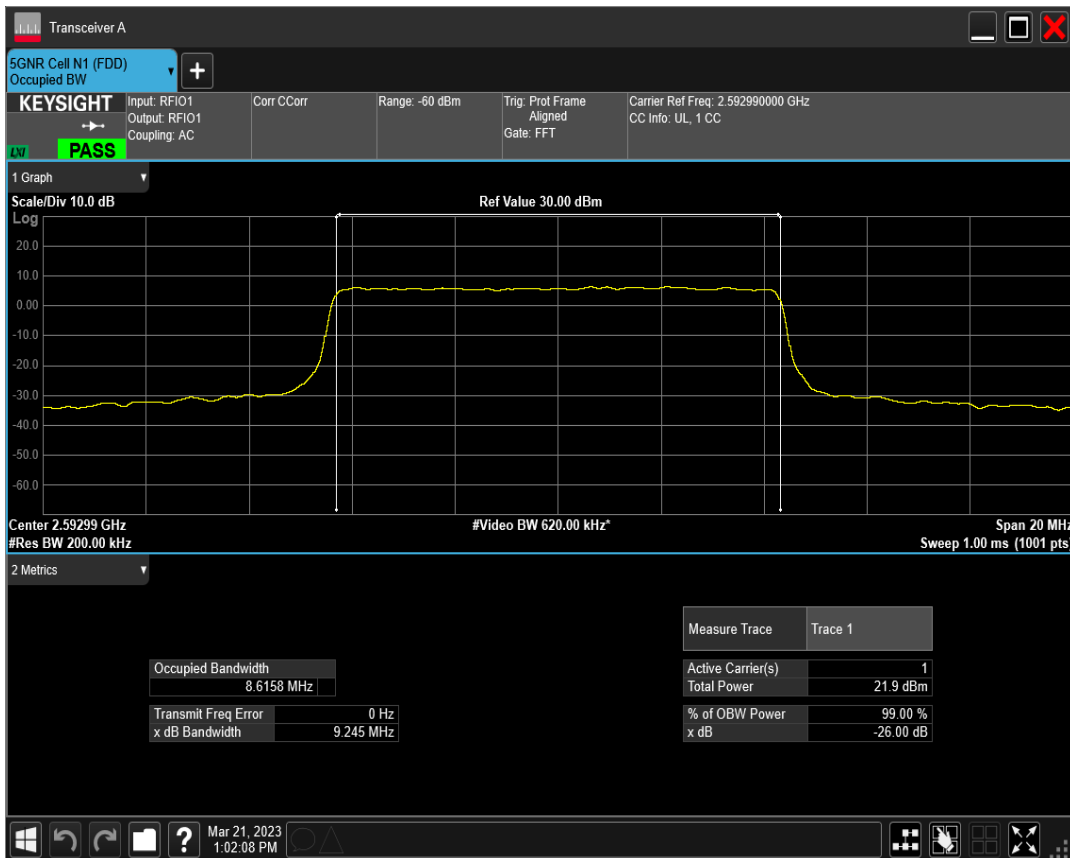 Transceiver A
5GNR Cell N1 (FDD)
Occupied BW
KEYSIGHT
LXI
PASS
Input: RFIO1
Output: RFIO1
Coupling: AC
Corr CCorr
Range: -60 dBm
Trig: Prot Frame
Aligned
Gate: FFT
Carrier Ref Freq: 2.592990000 GHz
CC Info: UL, 1 CC
1 Graph
Scale/Div 10.0 dB
Ref Value 30.00 dBm
Log
20.0
10.0
0.00
-10.0
-20.0
-30.0
-40.0
-50.0
-60.0
Center 2.59299 GHz
#Video BW 620.00 kHz*
Span 20 MHz
#Res BW 200.00 kHz
Sweep 1.00 ms (1001 pts)
2 Metrics
Measure Trace Trace 1
Occupied Bandwidth
8.6158 MHz
Active Carrier(s) 1
Total Power 21.9 dBm
Transmit Freq Error 0 Hz
x dB Bandwidth 9.245 MHz
% of OBW Power 99.00 %
x dB -26.00 dB
?
Mar 21, 2023
1:02:08 PM